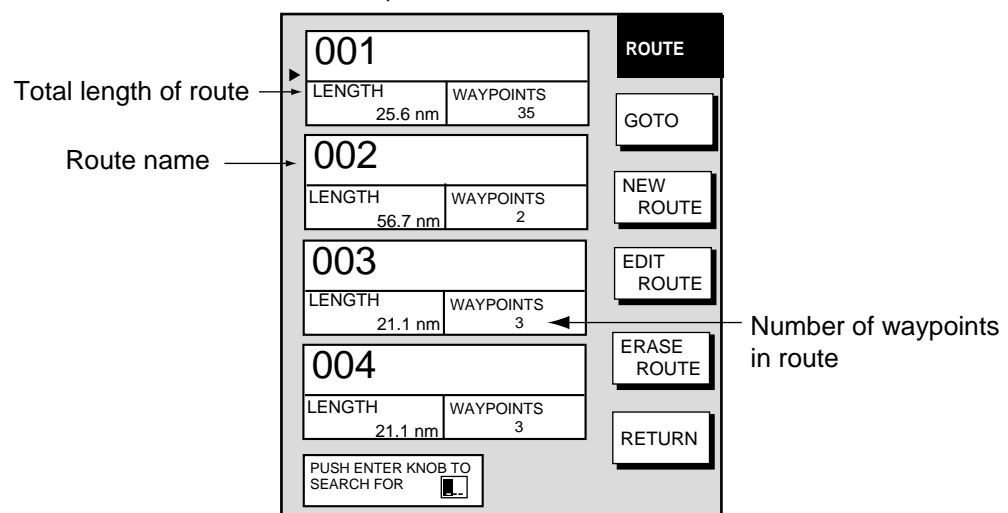 Total length of route
Route name
001
LENGTH
25.6 nm
WAYPOINTS
35
002
LENGTH
56.7 nm
WAYPOINTS
2
003
LENGTH
21.1 nm
WAYPOINTS
3
004
LENGTH
21.1 nm
WAYPOINTS
3
PUSH ENTER KNOB TO
SEARCH FOR
ROUTE
GOTO
NEW
ROUTE
EDIT
ROUTE
ERASE
ROUTE
RETURN
Number of waypoints
in route